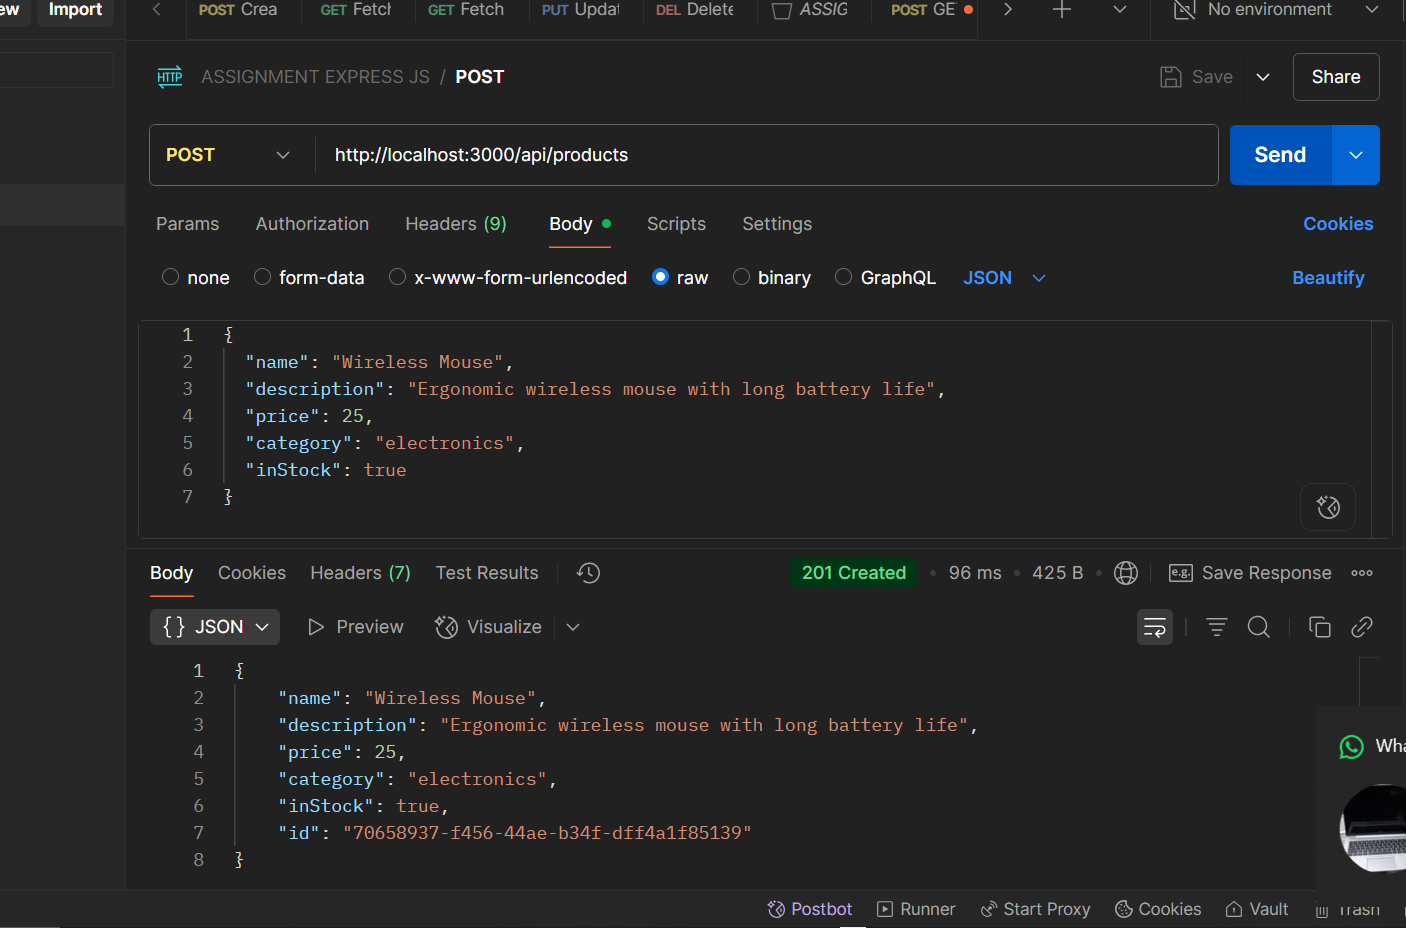 Import
POST Crea
GET Fetch
GET Fetch
PUT Updat
DEL Delete
ASSIG
POST GE
No environment
HTTP ASSIGNMENT EXPRESS JS / POST
Save
Share
POST http://localhost:3000/api/products
Send
Params Authorization Headers (9) Body Scripts Settings Cookies
none form-data x-www-form-urlencoded raw binary GraphQL JSON Beautify
1 {
2 "name": "Wireless Mouse",
3 "description": "Ergonomic wireless mouse with long battery life",
4 "price": 25,
5 "category": "electronics",
6 "inStock": true
7 }
Body Cookies Headers (7) Test Results 201 Created • 96 ms • 425 B • e.g. Save Response
{} JSON Preview Visualize
1 {
2 "name": "Wireless Mouse",
3 "description": "Ergonomic wireless mouse with long battery life",
4 "price": 25,
5 "category": "electronics",
6 "inStock": true,
7 "id": "70658937-f456-44ae-b34f-dff4a1f85139"
8 }
Wha
Postbot Runner Start Proxy Cookies Vault Trash